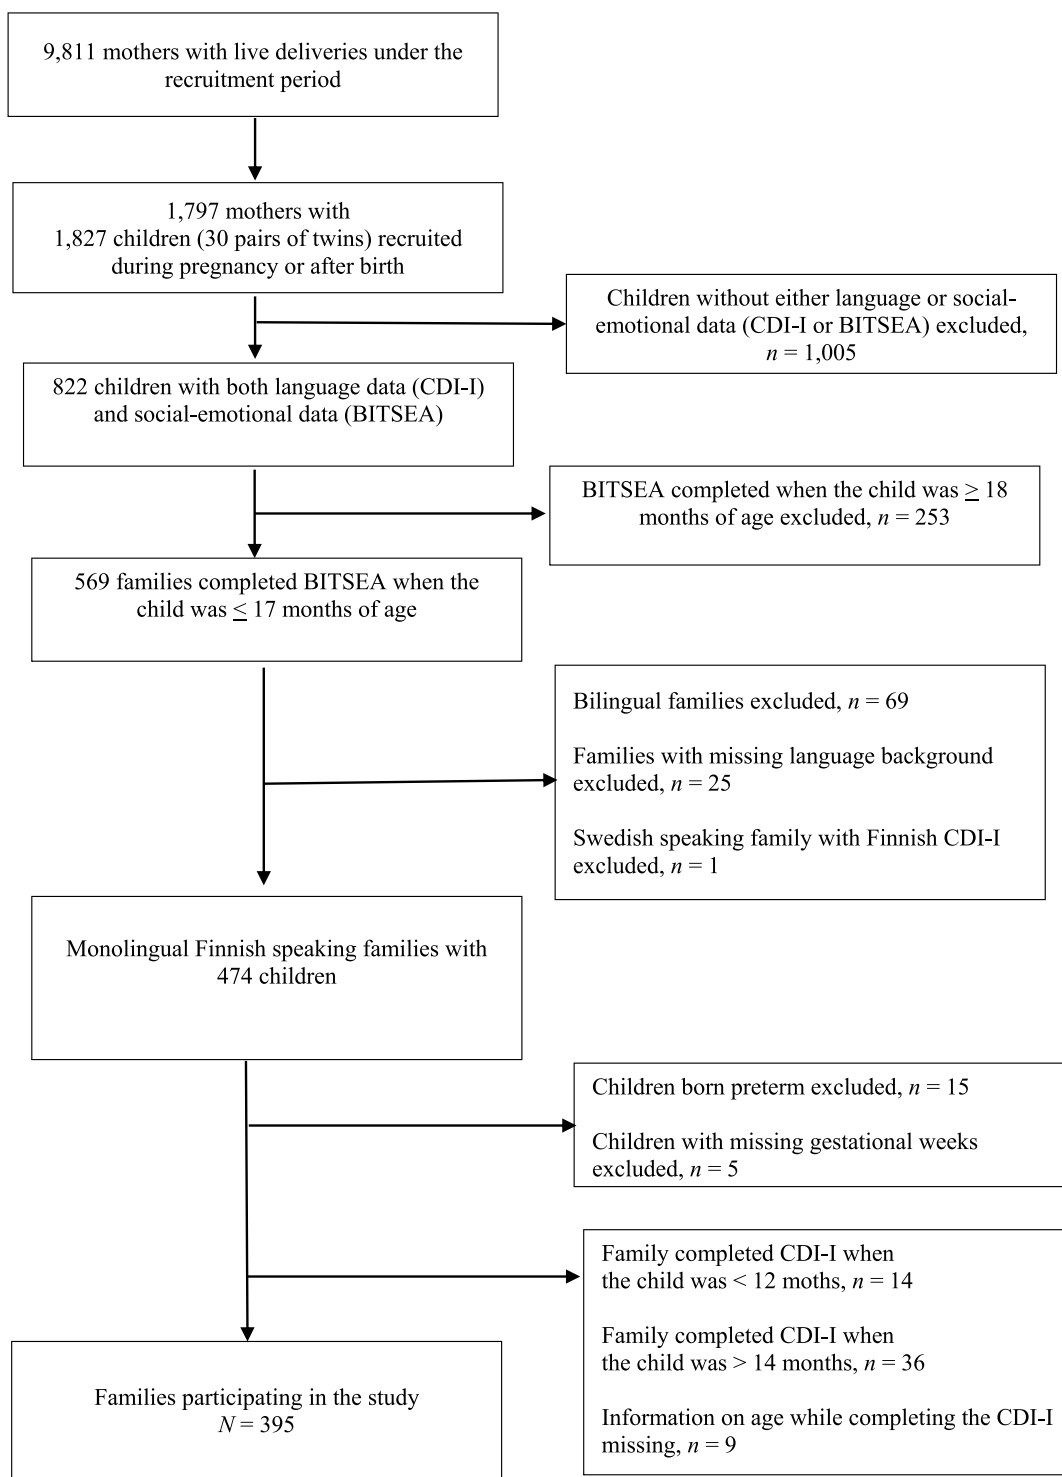 9,811 mothers with live deliveries under the
recruitment period
1,797 mothers with
1,827 children (30 pairs of twins) recruited
during pregnancy or after birth
Children without either language or social-
emotional data (CDI-I or BITSEA) excluded,
n = 1,005
822 children with both language data (CDI-I)
and social-emotional data (BITSEA)
BITSEA completed when the child was ≥ 18
months of age excluded, n = 253
569 families completed BITSEA when the
child was ≤ 17 months of age
Bilingual families excluded, n = 69
Families with missing language background
excluded, n = 25
Swedish speaking family with Finnish CDI-I
excluded, n = 1
Monolingual Finnish speaking families with
474 children
Children born preterm excluded, n = 15
Children with missing gestational weeks
excluded, n = 5
Family completed CDI-I when
the child was < 12 moths, n = 14
Family completed CDI-I when
the child was > 14 months, n = 36
Information on age while completing the CDI-I
missing, n = 9
Families participating in the study
N = 395